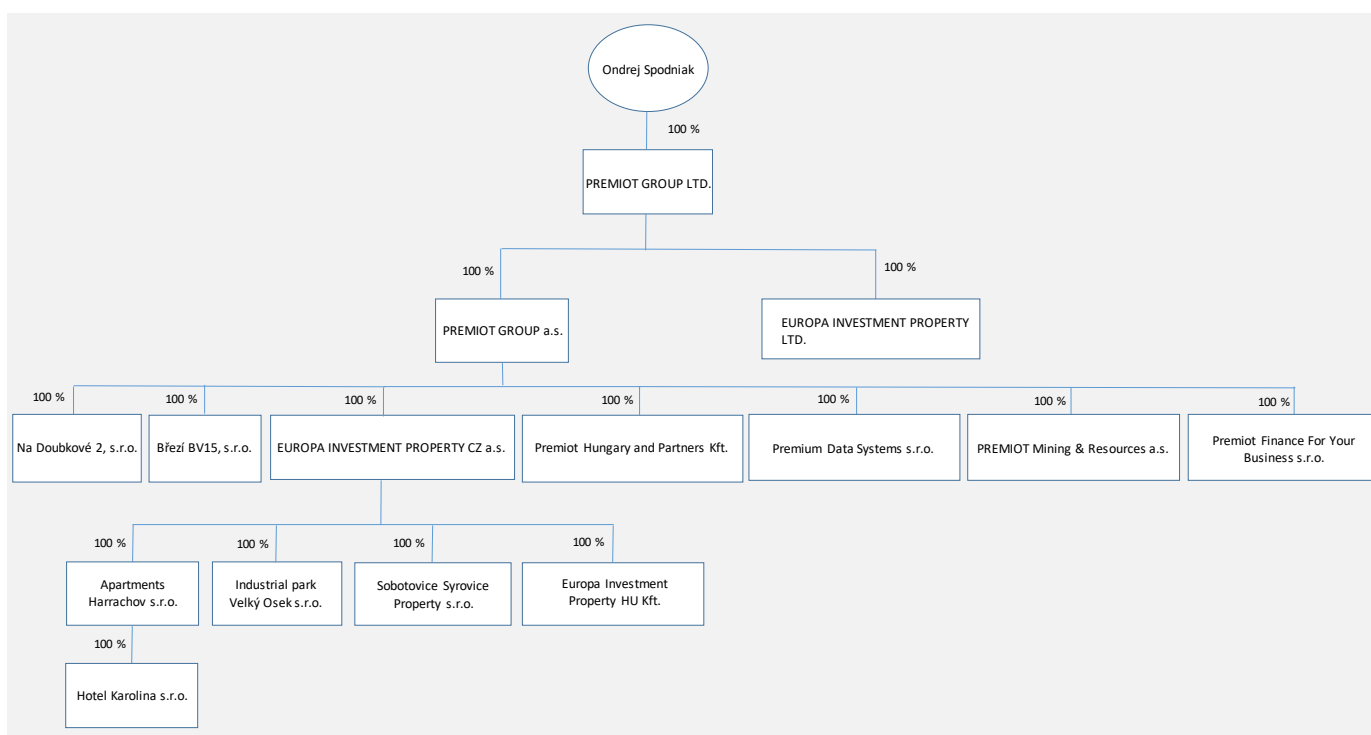 Ondrej Spodniak
100 %
PREMIOT GROUP LTD.
100 %
100 %
PREMIOT GROUP a.s.
EUROPA INVESTMENT PROPERTY
LTD.
100 %
100 %
100 %
100 %
100 %
100 %
100 %
Na Doubkové 2, s.r.o.
Březí BV15, s.r.o.
EUROPA INVESTMENT PROPERTY CZ a.s.
Premiot Hungary and Partners Kft.
Premium Data Systems s.r.o.
PREMIOT Mining & Resources a.s.
Premiot Finance For Your
Business s.r.o.
100 %
100 %
100 %
100 %
Apartments
Harrachov s.r.o.
Industrial park
Velký Osek s.r.o.
Sobotovice Syrovice
Property s.r.o.
Europa Investment
Property HU Kft.
100 %
Hotel Karolina s.r.o.